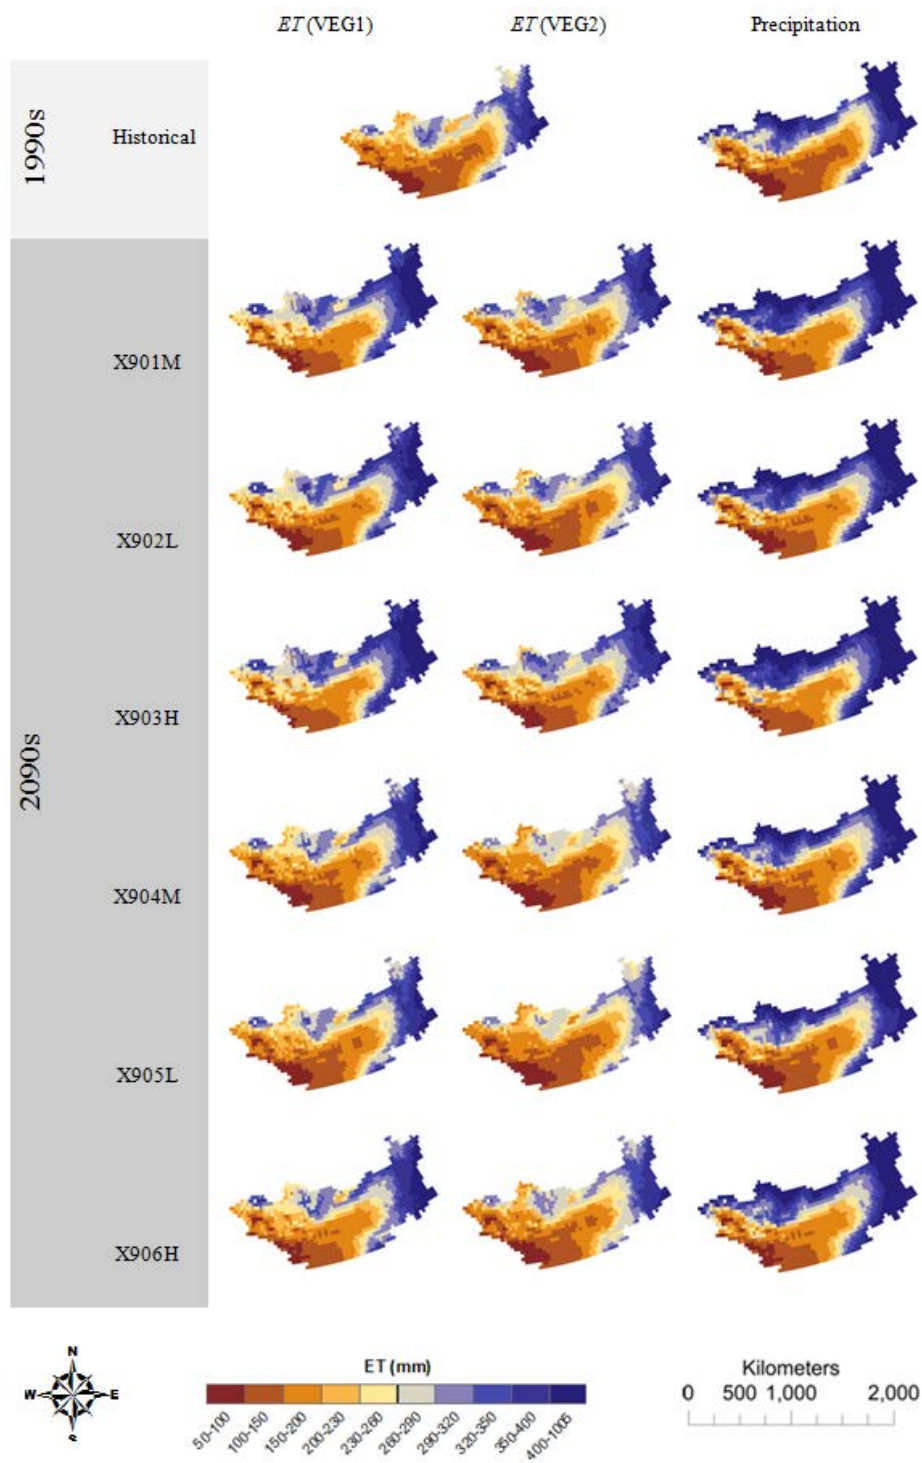 ET (VEG1) ET (VEG2) Precipitation
1990s
Historical
2090s
X901M
X902L
X903H
X904M
X905L
X906H
N
W E
S
ET (mm)
50-100 100-150 150-200 200-230 230-260 260-290 290-320 320-350 350-400 400-1005
Kilometers
0 500 1,000 2,000